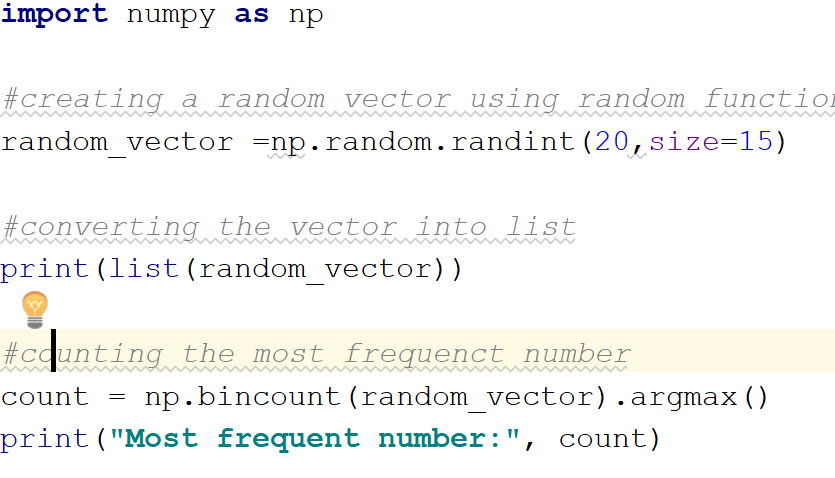 import numpy as np
#creating a random vector using random function
random_vector =np.random.randint(20,size=15)
#converting the vector into list
print(list(random_vector))
#counting the most frequenct number
count = np.bincount(random_vector).argmax()
print("Most frequent number:", count)